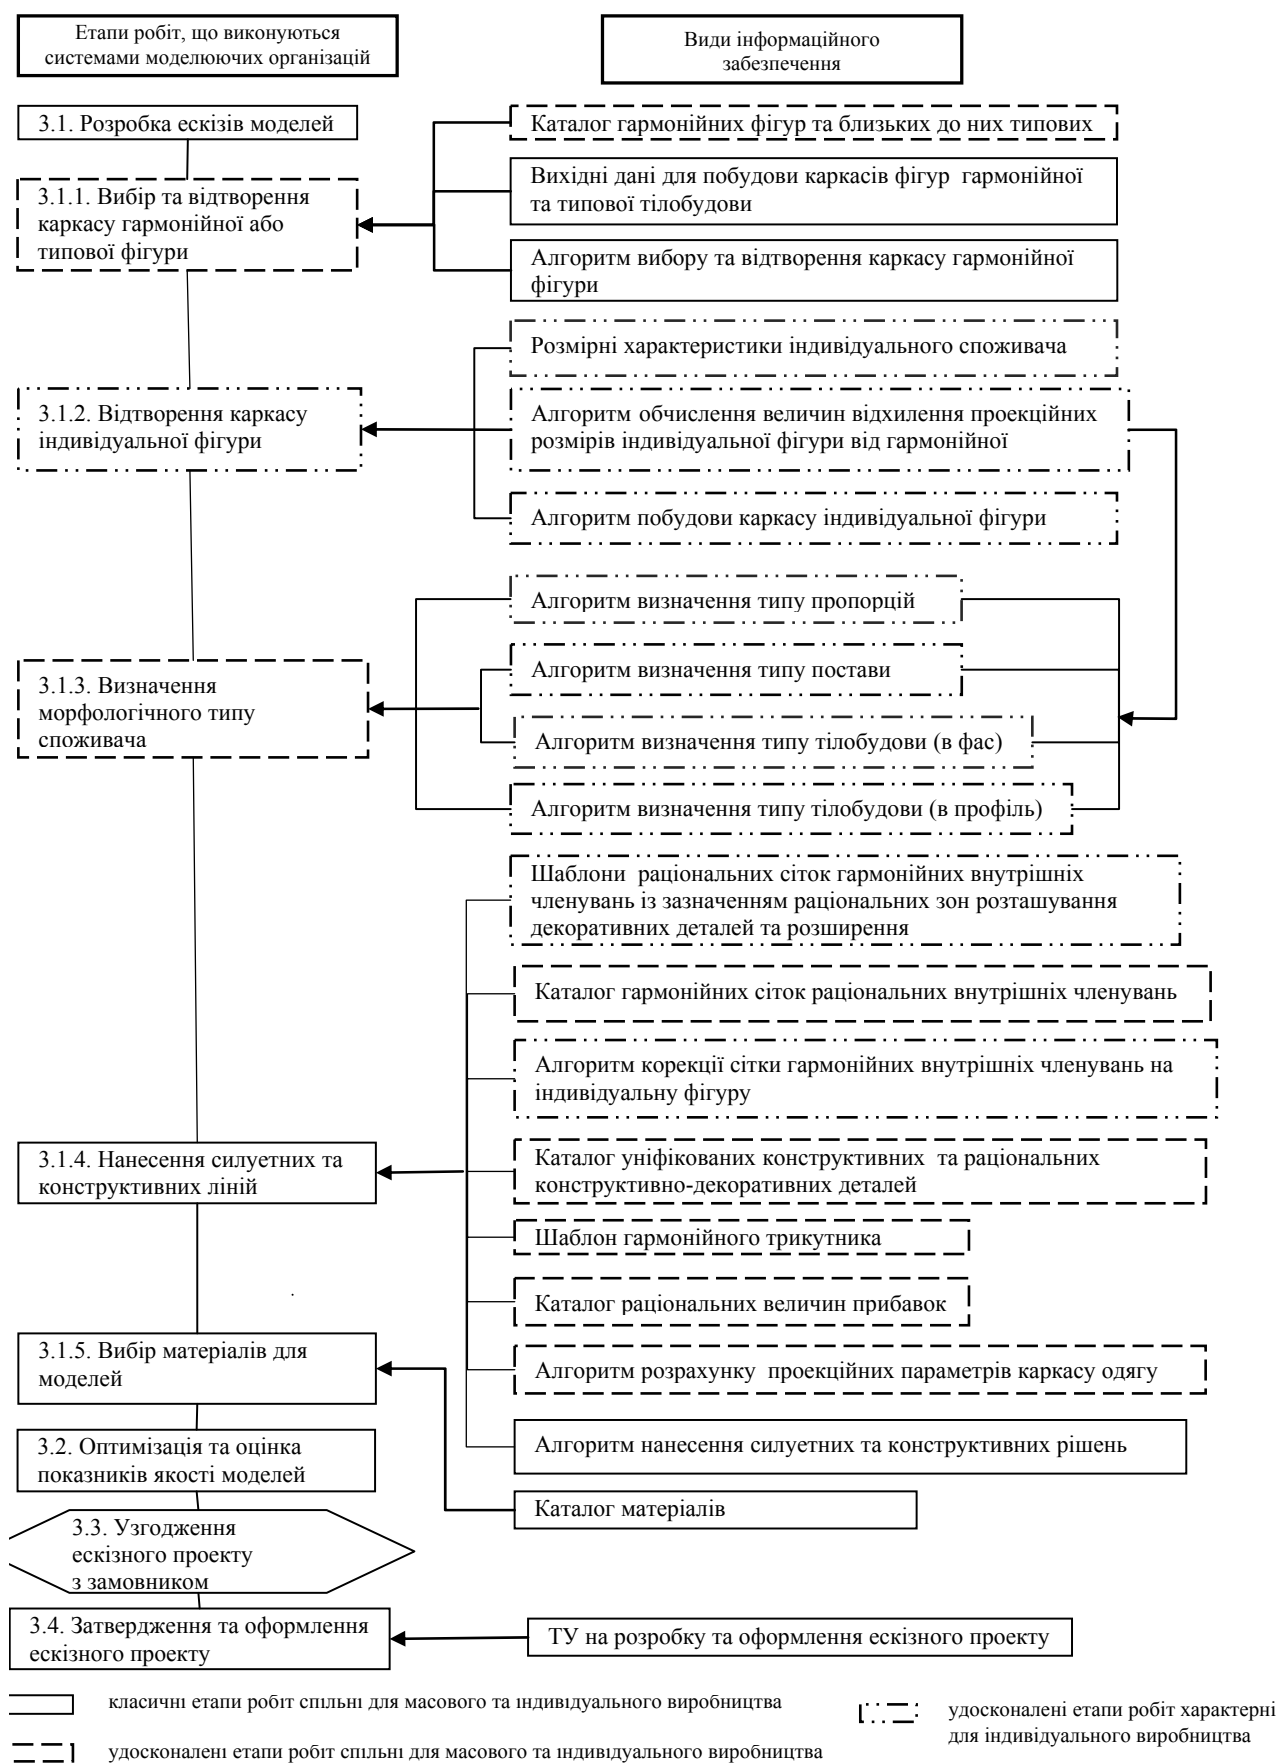 Етапи робіт, що виконуються
системами моделюючих організацій
Види інформаційного
забезпечення
3.1. Розробка ескізів моделей
Каталог гармонійних фігур та близьких до них типових
3.1.1. Вибір та відтворення
каркасу гармонійної або
типової фігури
Вихідні дані для побудови каркасів фігур гармонійної
та типової тілобудови
Алгоритм вибору та відтворення каркасу гармонійної
фігури
Розмірні характеристики індивідуального споживача
3.1.2. Відтворення каркасу
індивідуальної фігури
Алгоритм обчислення величин відхилення проекційних
розмірів індивідуальної фігури від гармонійної
Алгоритм побудови каркасу індивідуальної фігури
Алгоритм визначення типу пропорцій
3.1.3. Визначення
морфологічного типу
споживача
Алгоритм визначення типу постави
Алгоритм визначення типу тілобудови (в фас)
Алгоритм визначення типу тілобудови (в профіль)
Шаблони раціональних сіток гармонійних внутрішніх
членувань із зазначенням раціональних зон розташування
декоративних деталей та розширення
Каталог гармонійних сіток раціональних внутрішніх членувань
Алгоритм корекції сітки гармонійних внутрішніх членувань на
індивідуальну фігуру
3.1.4. Нанесення силуетних та
конструктивних ліній
Каталог уніфікованих конструктивних та раціональних
конструктивно-декоративних деталей
Шаблон гармонійного трикутника
Каталог раціональних величин прибавок
3.1.5. Вибір матеріалів для
моделей
Алгоритм розрахунку проекційних параметрів каркасу одягу
3.2. Оптимізація та оцінка
показників якості моделей
Алгоритм нанесення силуетних та конструктивних рішень
Каталог матеріалів
3.3. Узгодження
ескізного проекту
з замовником
3.4. Затвердження та оформлення
ескізного проекту
ТУ на розробку та оформлення ескізного проекту
класичні етапи робіт спільні для масового та індивідуального виробництва
удосконалені етапи робіт характерні
для індивідуального виробництва
удосконалені етапи робіт спільні для масового та індивідуального виробництва